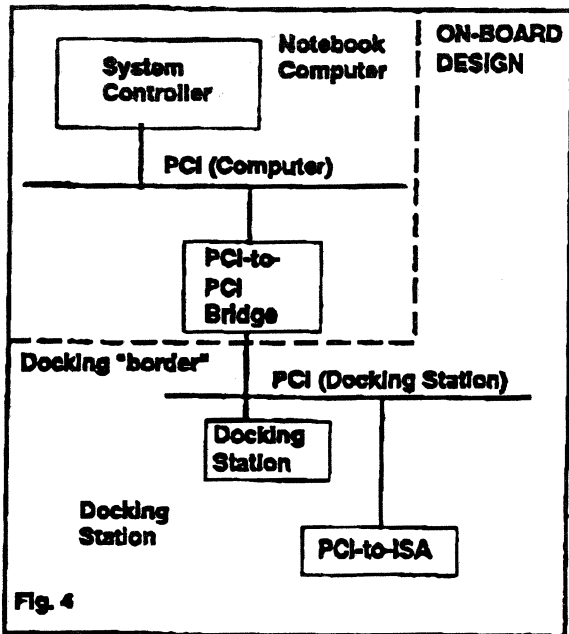 Notebook
Computer
ON-BOARD
DESIGN
System
Controller
PCI (Computer)
PCI-to-
PCI
Bridge
Docking "border"
PCI (Docking Station)
Docking
Station
Docking
Station
PCI-to-ISA
Fig. 4